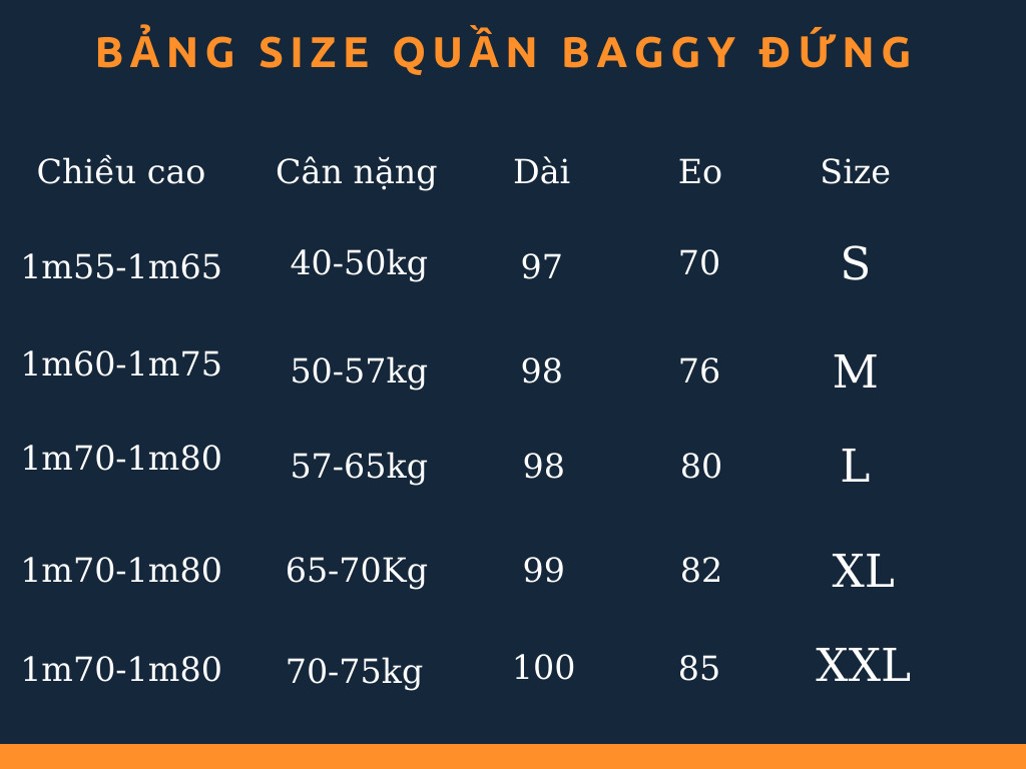 BẢNG SIZE QUẦN BAGGY ĐỨNG
Chiều cao Cân nặng Dài Eo Size
1m55-1m65 40-50kg 97 70 S
1m60-1m75 50-57kg 98 76 M
1m70-1m80 57-65kg 98 80 L
1m70-1m80 65-70Kg 99 82 XL
1m70-1m80 70-75kg 100 85 XXL